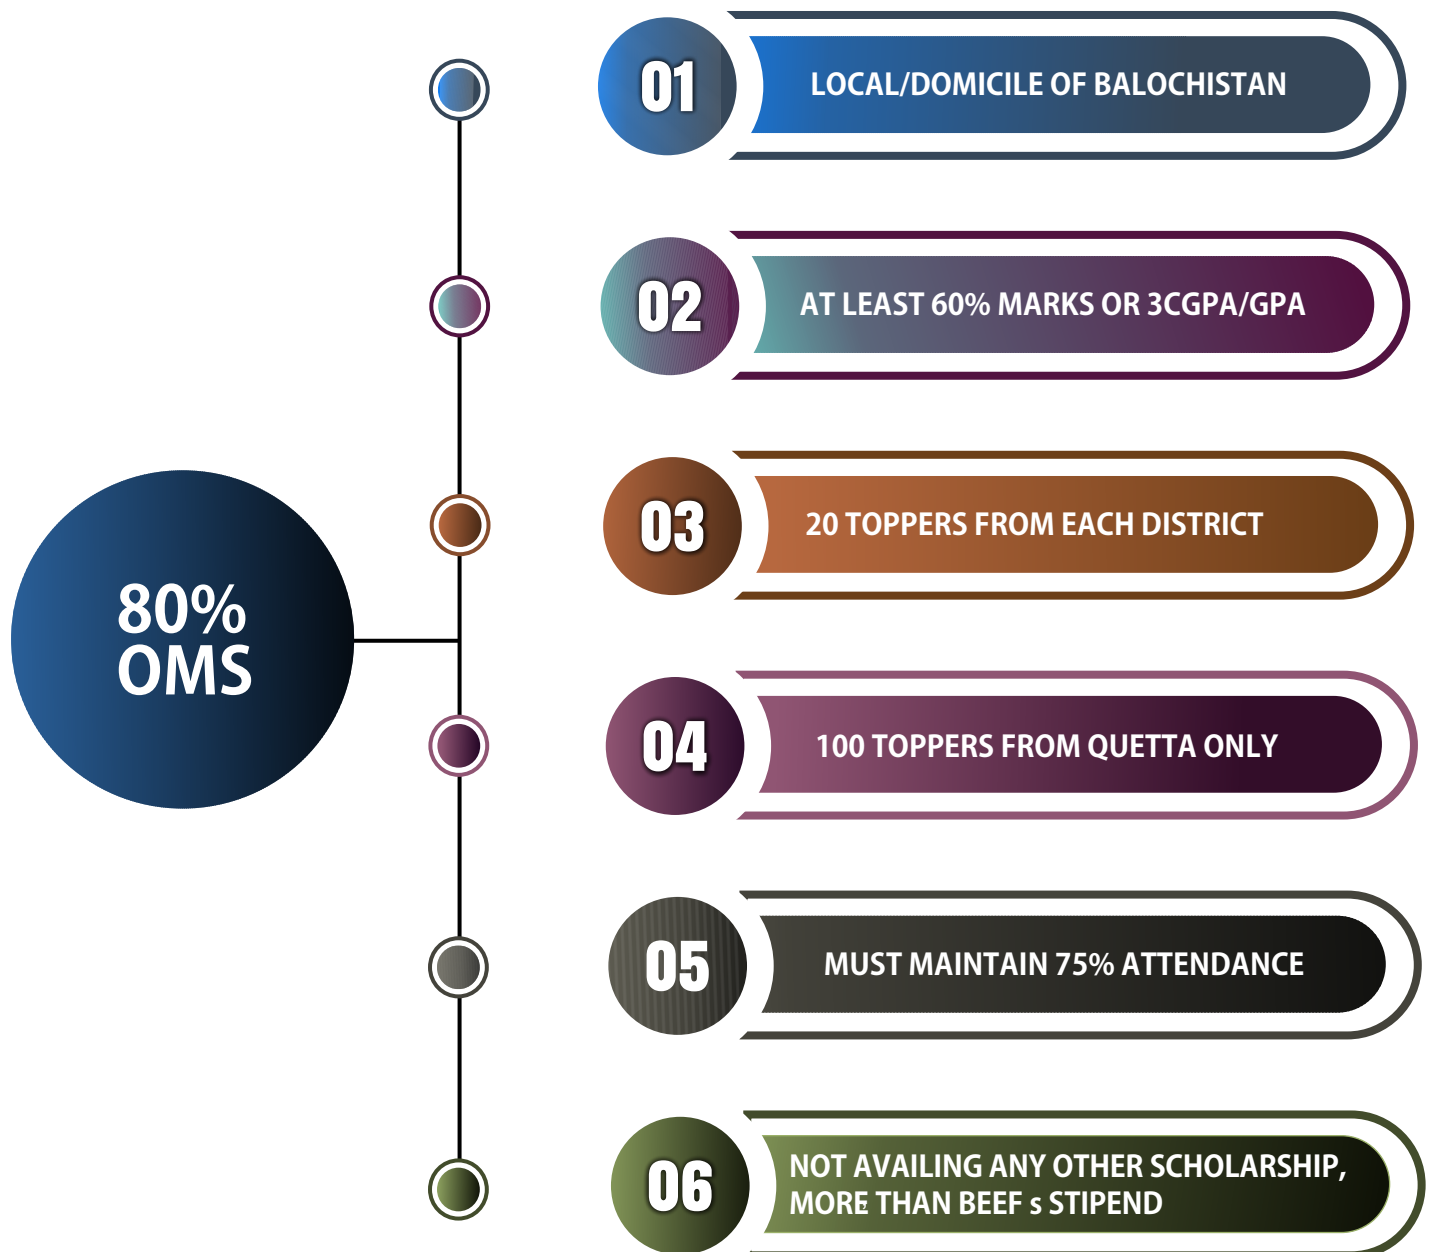 01
LOCAL/DOMICILE OF BALOCHISTAN
02
AT LEAST 60% MARKS OR 3CGPA/GPA
03
20 TOPPERS FROM EACH DISTRICT
80%
OMS
04
100 TOPPERS FROM QUETTA ONLY
05
MUST MAINTAIN 75% ATTENDANCE
06
NOT AVAILING ANY OTHER SCHOLARSHIP,
MORE THAN BEEF s STIPEND